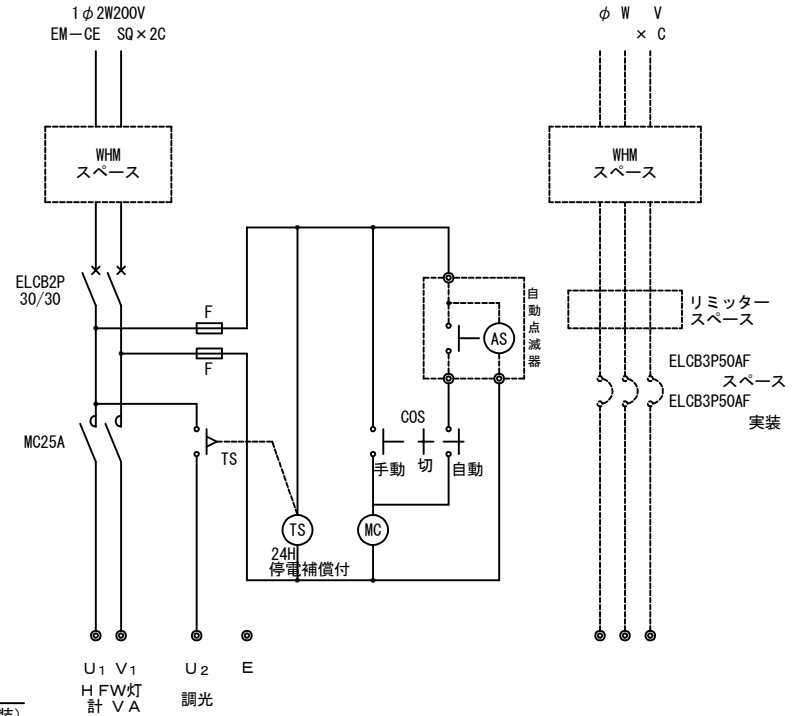 1φ2W200V
EM-CE SQ×2C
WHM
スペース
ELCB2P
30/30
F
F
MC25A
TS
TS
24H
停電補償付
MC
COS
手動
切
自動
AS
自動点滅器
U1 V1
HFW灯
計 VA
U2
調光
E
装)
φ W V
× C
WHM
スペース
リミッター
スペース
ELCB3P50AF
スペース
ELCB3P50AF
実装